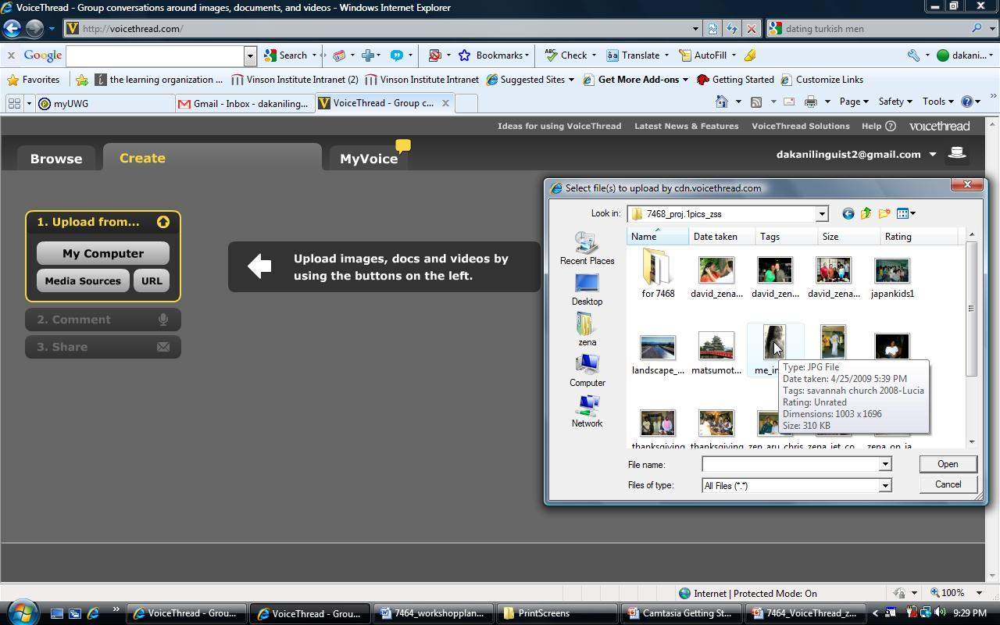 VoiceThread - Group conversations around images, documents, and videos - Windows Internet Explorer
http://voicethread.com/
dating turkish men
x Google Search Bookmarks ABC Check Translate AutoFill dakani...
Favorites the learning organization ... Vinson Institute Intranet (2) Vinson Institute Intranet Suggested Sites Get More Add-ons Getting Started Customize Links
myUWG Gmail - Inbox - dakaniling... VoiceThread - Group c... Page Safety Tools
Ideas for using VoiceThread Latest News & Features VoiceThread Solutions Help voicethread
Browse Create MyVoice dakanilinguist2@gmail.com
1. Upload from...
My Computer
Media Sources URL
2. Comment
3. Share
Upload images, docs and videos by
using the buttons on the left.
Select file(s) to upload by cdn.voicethread.com
Look in: 7468_proj.1pics_zss
Name Date taken Tags Size Rating
Recent Places
Desktop
zena
Computer
Network
for 7468 david_zena... david_zen... david_zena... japankids1
landscape_... matsumot... me_in
Type: JPG File
Date taken: 4/25/2009 5:39 PM
Tags: savannah church 2008-Lucia
Rating: Unrated
Dimensions: 1003 x 1696
Size: 310 KB
thanksgiving thanksgiving zen_aru_chris zena_jet_co zena_on_ja
File name: Open
Files of type: All Files (*.*) Cancel
Internet | Protected Mode: On 100%
VoiceThread - Grou... VoiceThread - Grou... 7464_workshopplan... PrintScreens Camtasia Getting St... 7464_VoiceThread_z... 9:29 PM